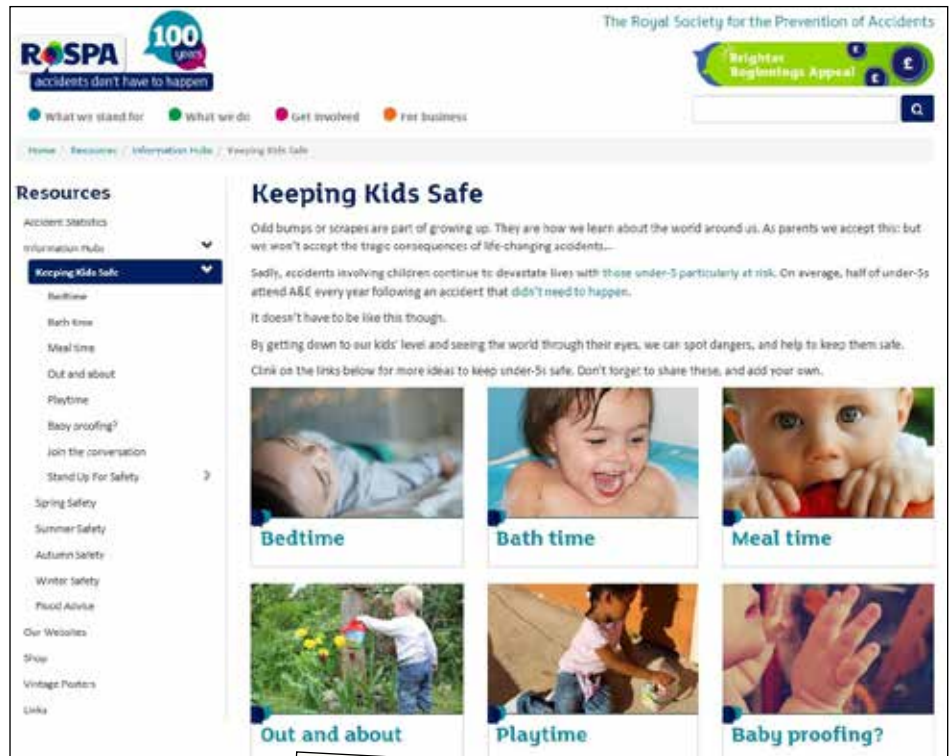 The Royal Society for the Prevention of Accidents
RoSPA
100
years
accidents don't have to happen
Brighter
Beginnings Appeal
£
£
£
What we stand for
What we do
Get involved
For business
Home / Resources / Information Hubs / Keeping Kids Safe
Resources
Accident Statistics
Information Hubs
Keeping Kids Safe
Bedtime
Bath time
Meal time
Out and about
Playtime
Baby proofing?
Join the conversation
Stand Up For Safety
Spring Safety
Summer Safety
Autumn Safety
Winter Safety
Flood Advice
Our Websites
Shop
Vintage Posters
Links
Keeping Kids Safe
Odd bumps or scrapes are part of growing up. They are how we learn about the world around us. As parents we accept this: but
we won't accept the tragic consequences of life-changing accidents...
Sadly, accidents involving children continue to devastate lives with those under-5 particularly at risk. On average, half of under-5s
attend A&E every year following an accident that didn't need to happen.
It doesn't have to be like this though.
By getting down to our kids' level and seeing the world through their eyes, we can spot dangers, and help to keep them safe.
Click on the links below for more ideas to keep under-5s safe. Don't forget to share these, and add your own.
Bedtime
Bath time
Meal time
Out and about
Playtime
Baby proofing?